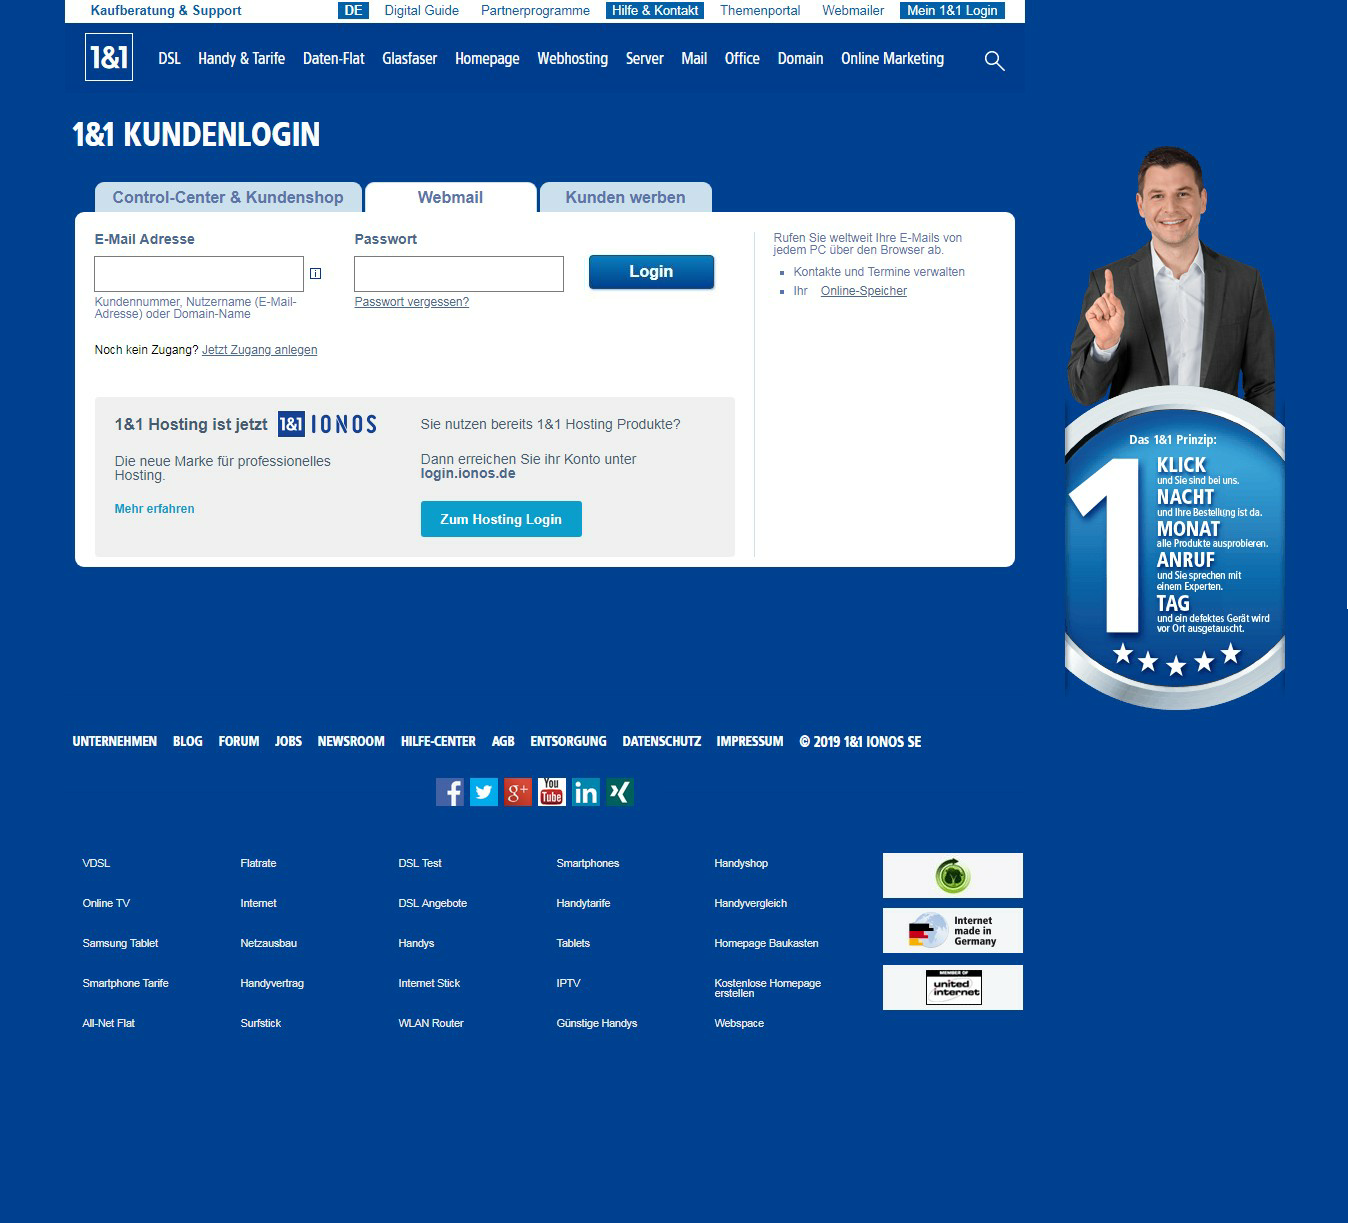 Kaufberatung & Support
DE
Digital Guide
Partnerprogramme
Hilfe & Kontakt
Themenportal
Webmailer
Mein 1&1 Login
1&1
DSL
Handy & Tarife
Daten-Flat
Glasfaser
Homepage
Webhosting
Server
Mail
Office
Domain
Online Marketing
1&1 KUNDENLOGIN
Control-Center & Kundenshop
Webmail
Kunden werben
E-Mail Adresse
i
Kundennummer, Nutzername (E-Mail-
Adresse) oder Domain-Name
Passwort
Passwort vergessen?
Login
Noch kein Zugang? Jetzt Zugang anlegen
Rufen Sie weltweit Ihre E-Mails von
jedem PC über den Browser ab.
Kontakte und Termine verwalten
Ihr Online-Speicher
1&1 Hosting ist jetzt 1&1 IONOS
Die neue Marke für professionelles
Hosting.
Mehr erfahren
Sie nutzen bereits 1&1 Hosting Produkte?
Dann erreichen Sie ihr Konto unter
login.ionos.de
Zum Hosting Login
Das 1&1 Prinzip:
1
KLICK
und Sie sind bei uns.
NACHT
und Ihre Bestellung ist da.
MONAT
alle Produkte ausprobieren.
ANRUF
und Sie sprechen mit
einem Experten.
TAG
und ein defektes Gerät wird
vor Ort ausgetauscht.
UNTERNEHMEN
BLOG
FORUM
JOBS
NEWSROOM
HILFE-CENTER
AGB
ENTSORGUNG
DATENSCHUTZ
IMPRESSUM
© 2019 1&1 IONOS SE
f
g+
You
Tube
in
VDSL
Flatrate
DSL Test
Smartphones
Handyshop
Online TV
Internet
DSL Angebote
Handytarife
Handyvergleich
Samsung Tablet
Netzausbau
Handys
Tablets
Homepage Baukasten
Smartphone Tarife
Handyvertrag
Internet Stick
IPTV
Kostenlose Homepage
erstellen
All-Net Flat
Surfstick
WLAN Router
Günstige Handys
Webspace
Internet
made in
Germany
MEMBER OF
united
internet